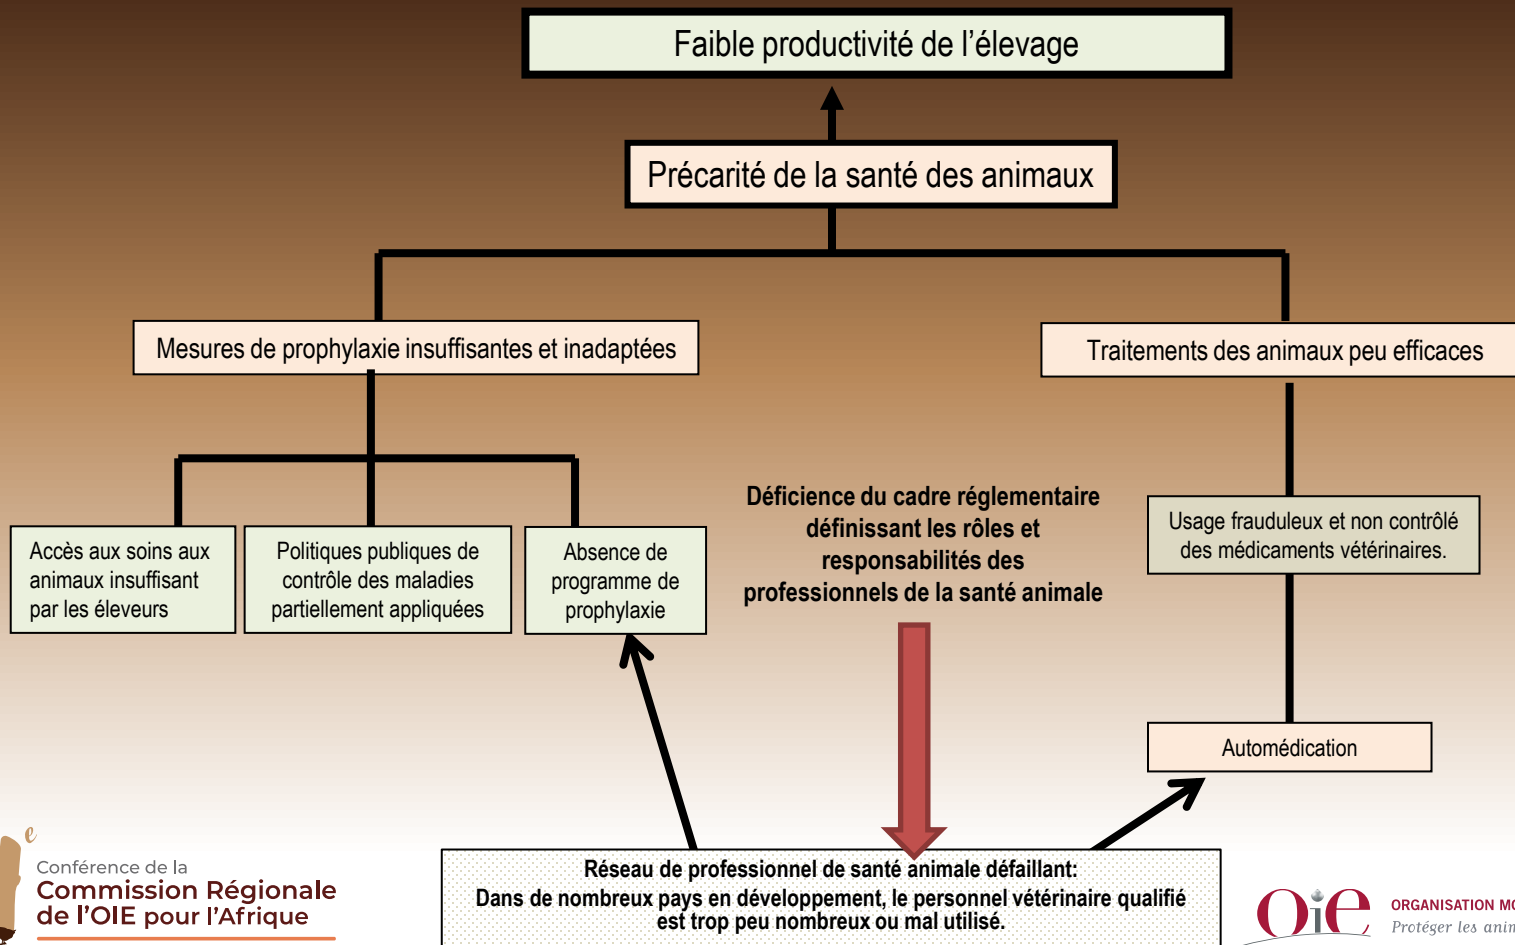 Faible productivité de l'élevage
Précarité de la santé des animaux
Mesures de prophylaxie insuffisantes et inadaptées
Traitements des animaux peu efficaces
Déficience du cadre réglementaire
définissant les rôles et
responsabilités des
professionnels de la santé animale
Usage frauduleux et non contrôlé
des médicaments vétérinaires.
Accès aux soins aux
animaux insuffisant
par les éleveurs
Politiques publiques de
contrôle des maladies
partiellement appliquées
Absence de
programme de
prophylaxie
Automédication
Réseau de professionnel de santé animale défaillant:
Dans de nombreux pays en développement, le personnel vétérinaire qualifié
est trop peu nombreux ou mal utilisé.
e
Conférence de la
Commission Régionale
de l'OIE pour l'Afrique
Oie
ORGANISATION
Protéger les